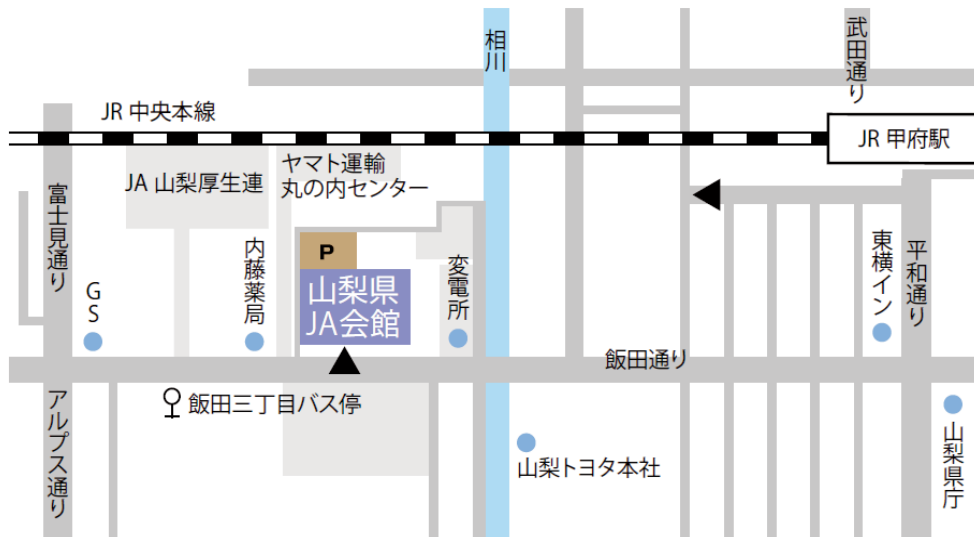 相川
武田通り
JR 中央本線
JR 甲府駅
ヤマト運輸
丸の内センター
JA 山梨厚生連
富士見通り
GS
内藤薬局
P
山梨県
JA会館
変電所
東横イン
平和通り
飯田通り
飯田三丁目バス停
アルプス通り
山梨トヨタ本社
山梨県庁